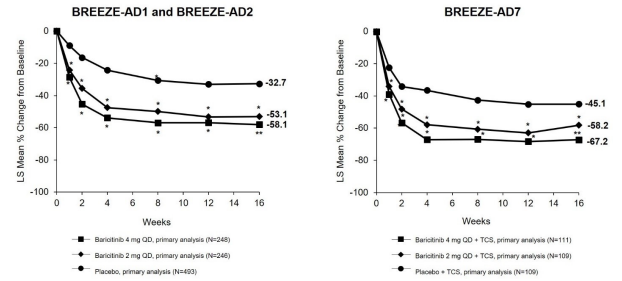 BREEZE-AD1 and BREEZE-AD2
LS Mean % Change from Baseline
0
-20
-40
-60
-80
-100
-32.7
-53.1
-58.1
* * * * * *
* * * * * **
0 2 4 6 8 10 12 14 16
Weeks
Baricitinib 4 mg QD, primary analysis (N=248)
Baricitinib 2 mg QD, primary analysis (N=246)
Placebo, primary analysis (N=493)
BREEZE-AD7
LS Mean % Change from Baseline
0
-20
-40
-60
-80
-100
-45.1
-58.2
-67.2
* * * * * *
* * * * * **
0 2 4 6 8 10 12 14 16
Weeks
Baricitinib 4 mg QD + TCS, primary analysis (N=111)
Baricitinib 2 mg QD + TCS, primary analysis (N=109)
Placebo + TCS, primary analysis (N=109)